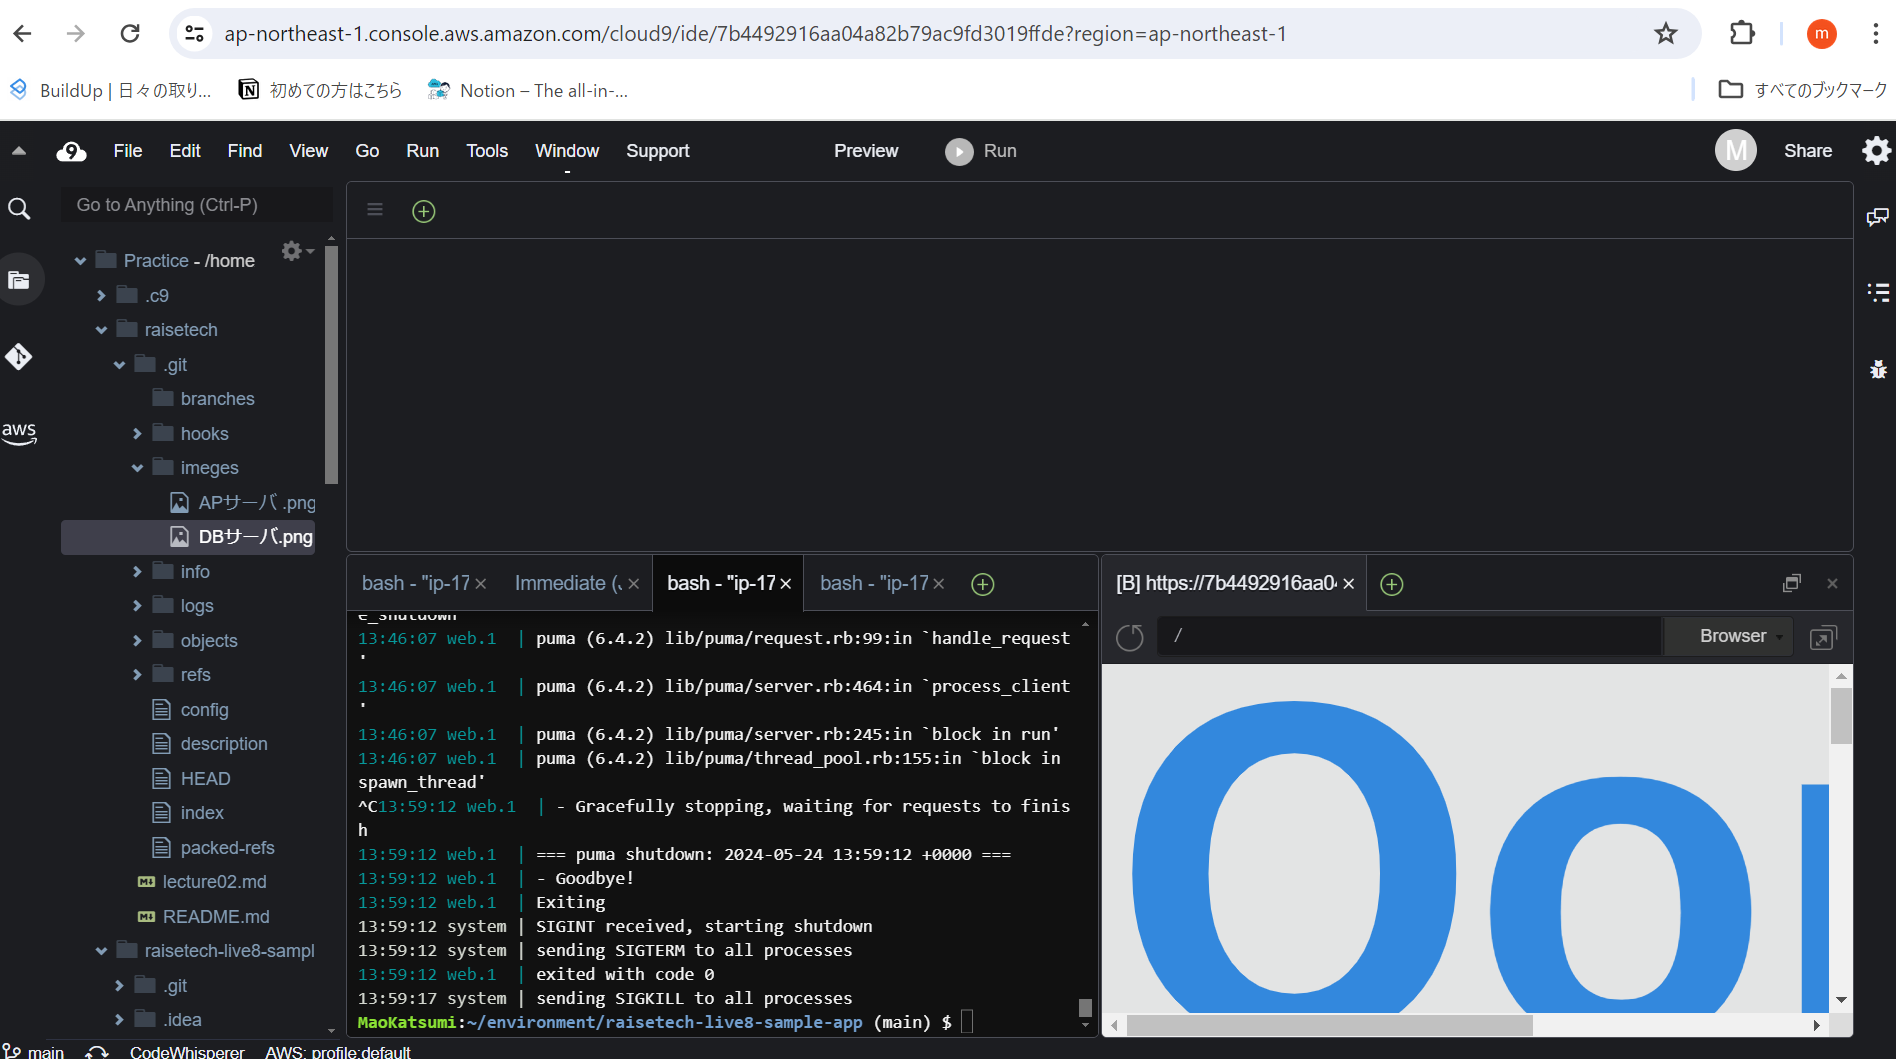 ap-northeast-1.console.aws.amazon.com/cloud9/ide/7b4492916aa04a82b79ac9fd3019ffde?region=ap-northeast-1
m
BuildUp | 日々の取り...
初めての方はこちら
Notion – The all-in-...
すべてのブックマーク
9 File Edit Find View Go Run Tools Window Support Preview Run M Share
Go to Anything (Ctrl-P)
Practice - /home
.c9
raisetech
.git
branches
hooks
imeges
APサーバ .png
DBサーバ.png
info
logs
objects
refs
config
description
HEAD
index
packed-refs
lecture02.md
README.md
raisetech-live8-sampl
.git
.idea
aws
bash - "ip-17 Immediate (J bash - "ip-17 bash - "ip-17
e_shutdown
13:46:07 web.1 | puma (6.4.2) lib/puma/request.rb:99:in `handle_request
'
13:46:07 web.1 | puma (6.4.2) lib/puma/server.rb:464:in `process_client
'
13:46:07 web.1 | puma (6.4.2) lib/puma/server.rb:245:in `block in run'
13:46:07 web.1 | puma (6.4.2) lib/puma/thread_pool.rb:155:in `block in
spawn_thread'
^C13:59:12 web.1 | - Gracefully stopping, waiting for requests to finis
h
13:59:12 web.1 | === puma shutdown: 2024-05-24 13:59:12 +0000 ===
13:59:12 web.1 | - Goodbye!
13:59:12 web.1 | Exiting
13:59:12 system | SIGINT received, starting shutdown
13:59:12 system | sending SIGTERM to all processes
13:59:12 web.1 | exited with code 0
13:59:17 system | sending SIGKILL to all processes
MaoKatsumi:~/environment/raisetech-live8-sample-app (main) $
[B] https://7b4492916aa0
/
Browser
Oo
main CodeWhisperer AWS: profile:default